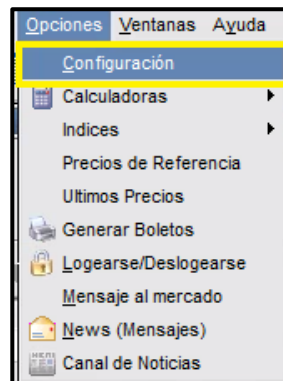 Opciones Ventanas Ayuda
Configuración
Calculadoras
Indices
Precios de Referencia
Ultimos Precios
Generar Boletos
Logearse/Deslogearse
Mensaje al mercado
News (Mensajes)
Canal de Noticias